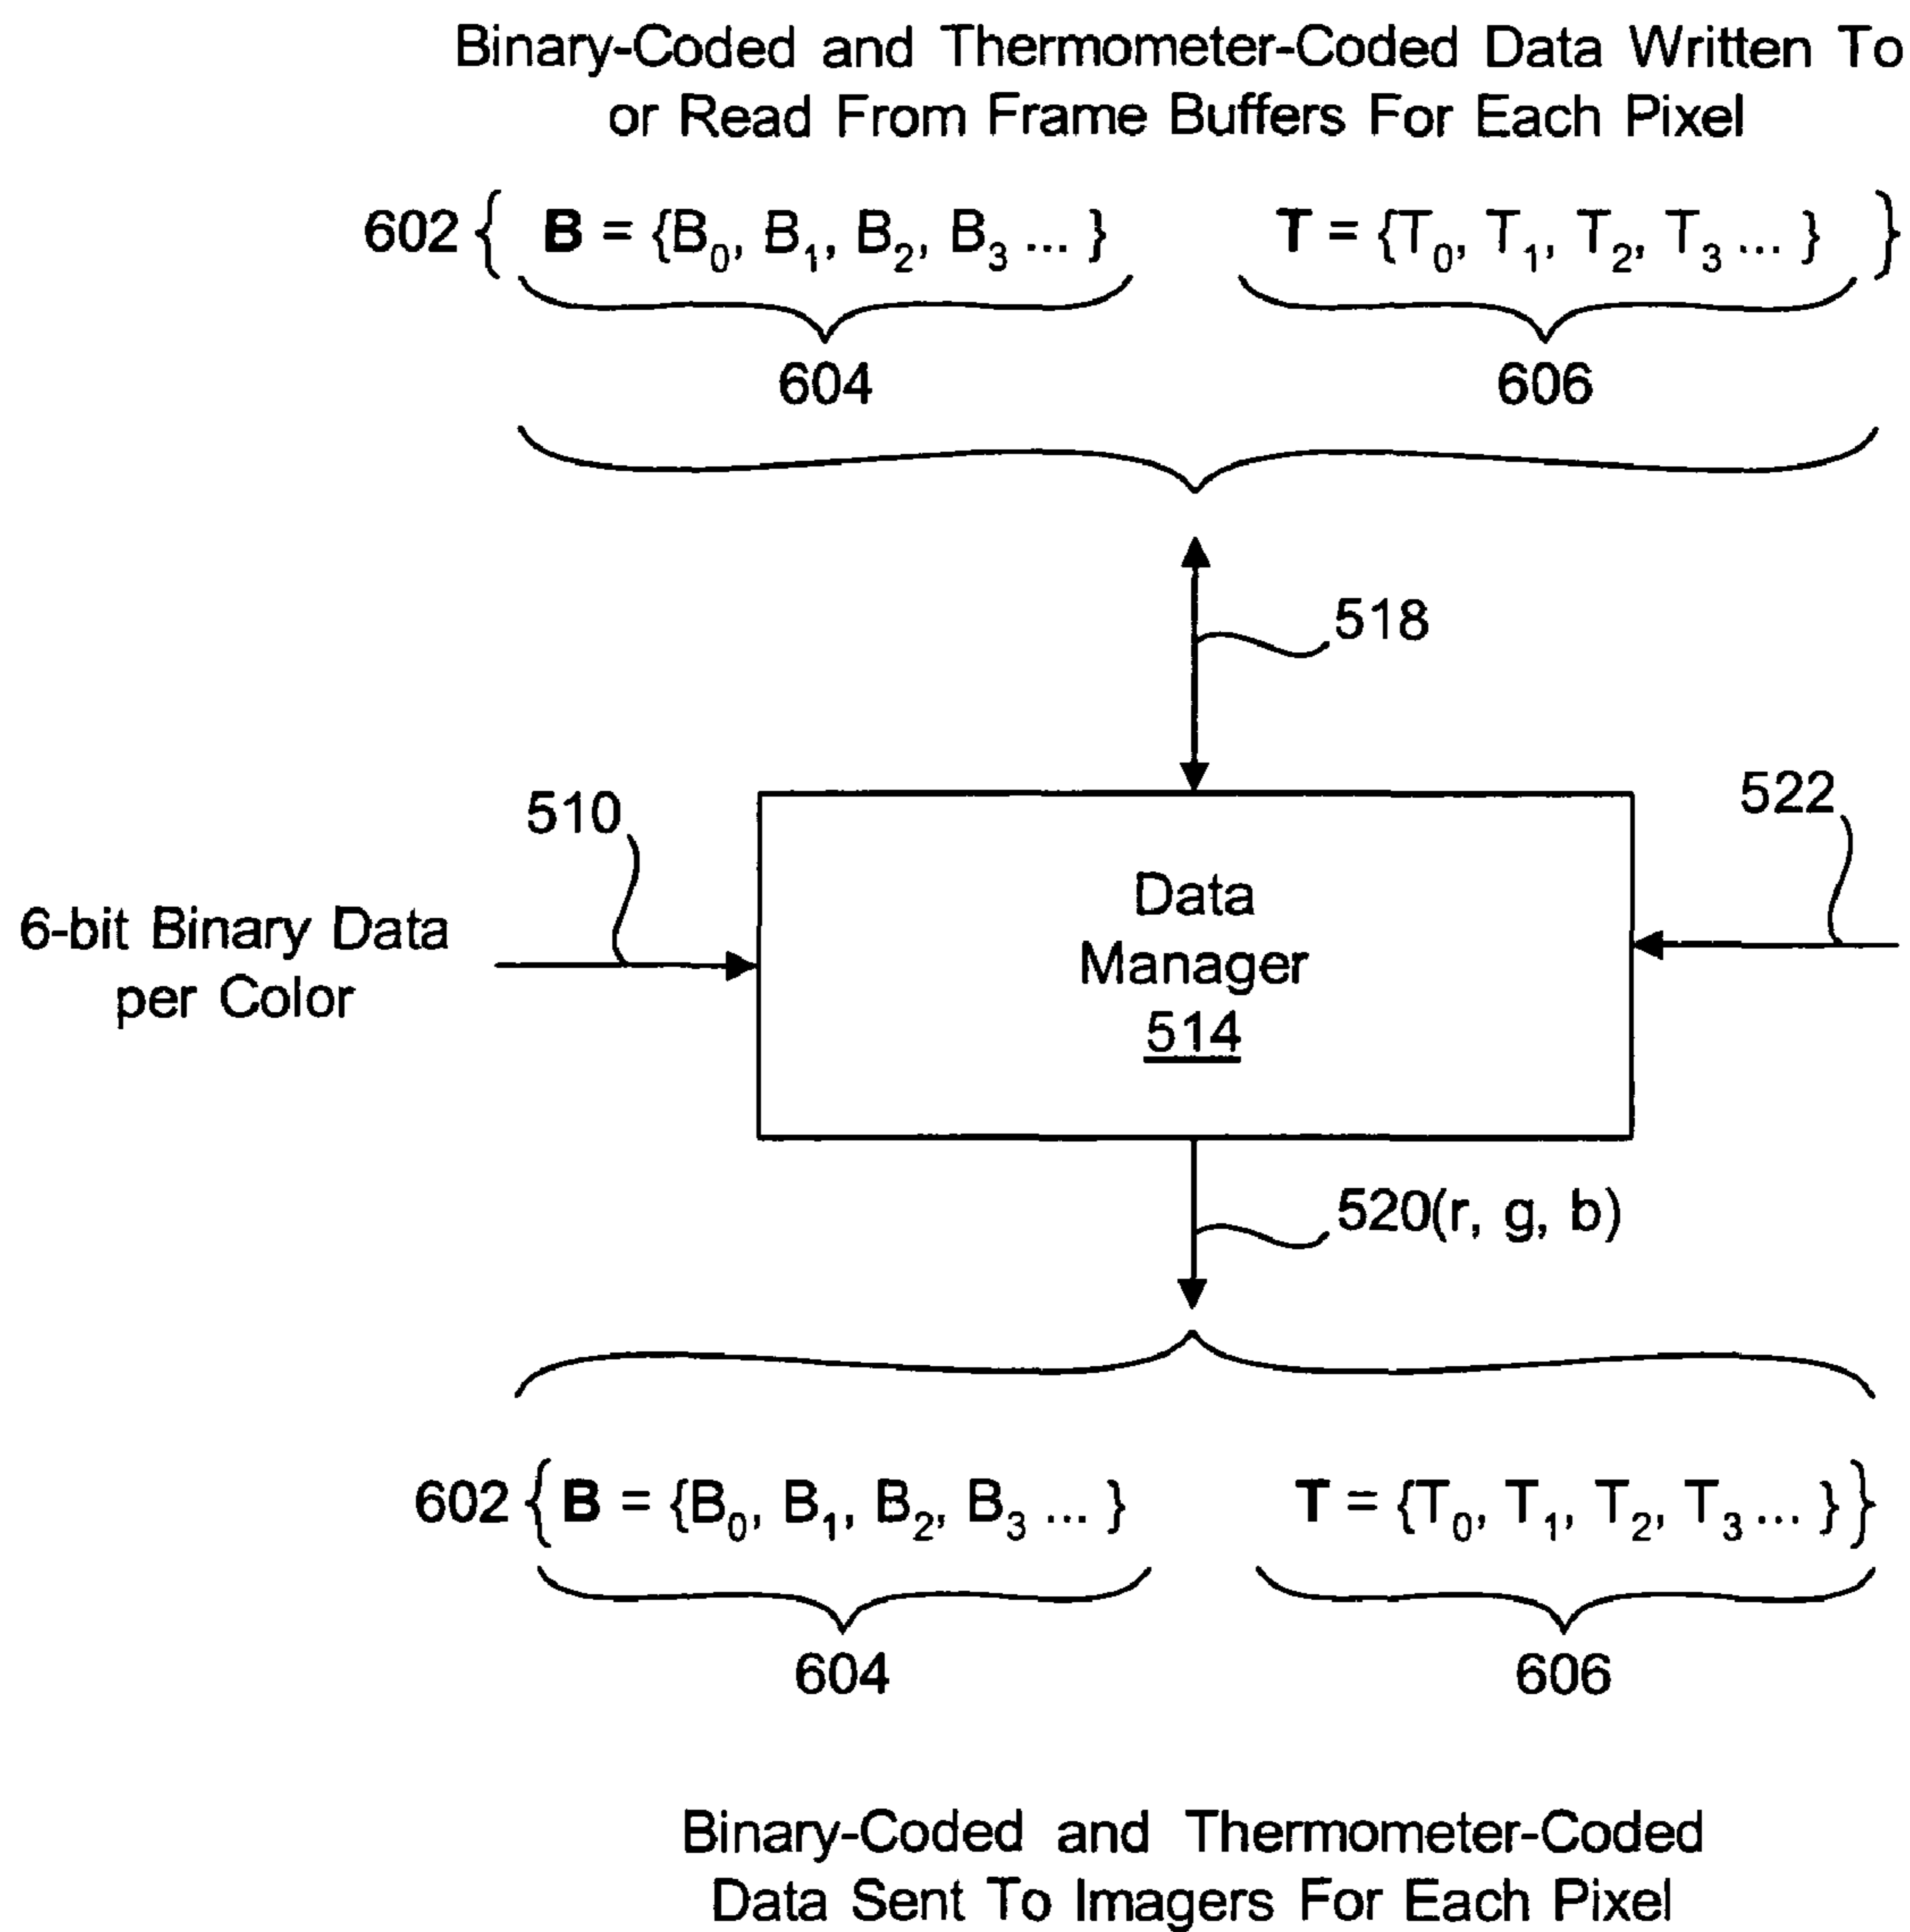 Binary-Coded and Thermometer-Coded Data Written To
or Read From Frame Buffers For Each Pixel
602 { B = {B₀, B₁, B₂, B₃ ... } T = {T₀, T₁, T₂, T₃ ... } }
604 606
518
510 522
6-bit Binary Data
per Color
Data
Manager
514
520(r, g, b)
602 { B = {B₀, B₁, B₂, B₃ ... } T = {T₀, T₁, T₂, T₃ ... } }
604 606
Binary-Coded and Thermometer-Coded
Data Sent To Imagers For Each Pixel